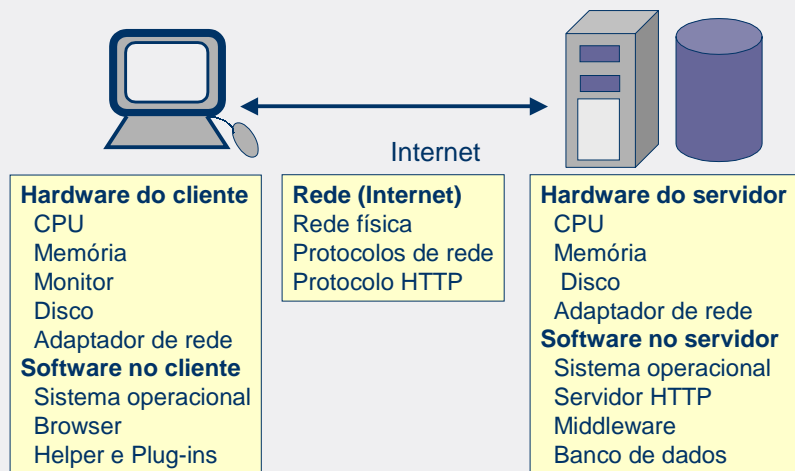 Internet
Hardware do cliente
CPU
Memória
Monitor
Disco
Adaptador de rede
Software no cliente
Sistema operacional
Browser
Helper e Plug-ins
Rede (Internet)
Rede física
Protocolos de rede
Protocolo HTTP
Hardware do servidor
CPU
Memória
Disco
Adaptador de rede
Software no servidor
Sistema operacional
Servidor HTTP
Middleware
Banco de dados